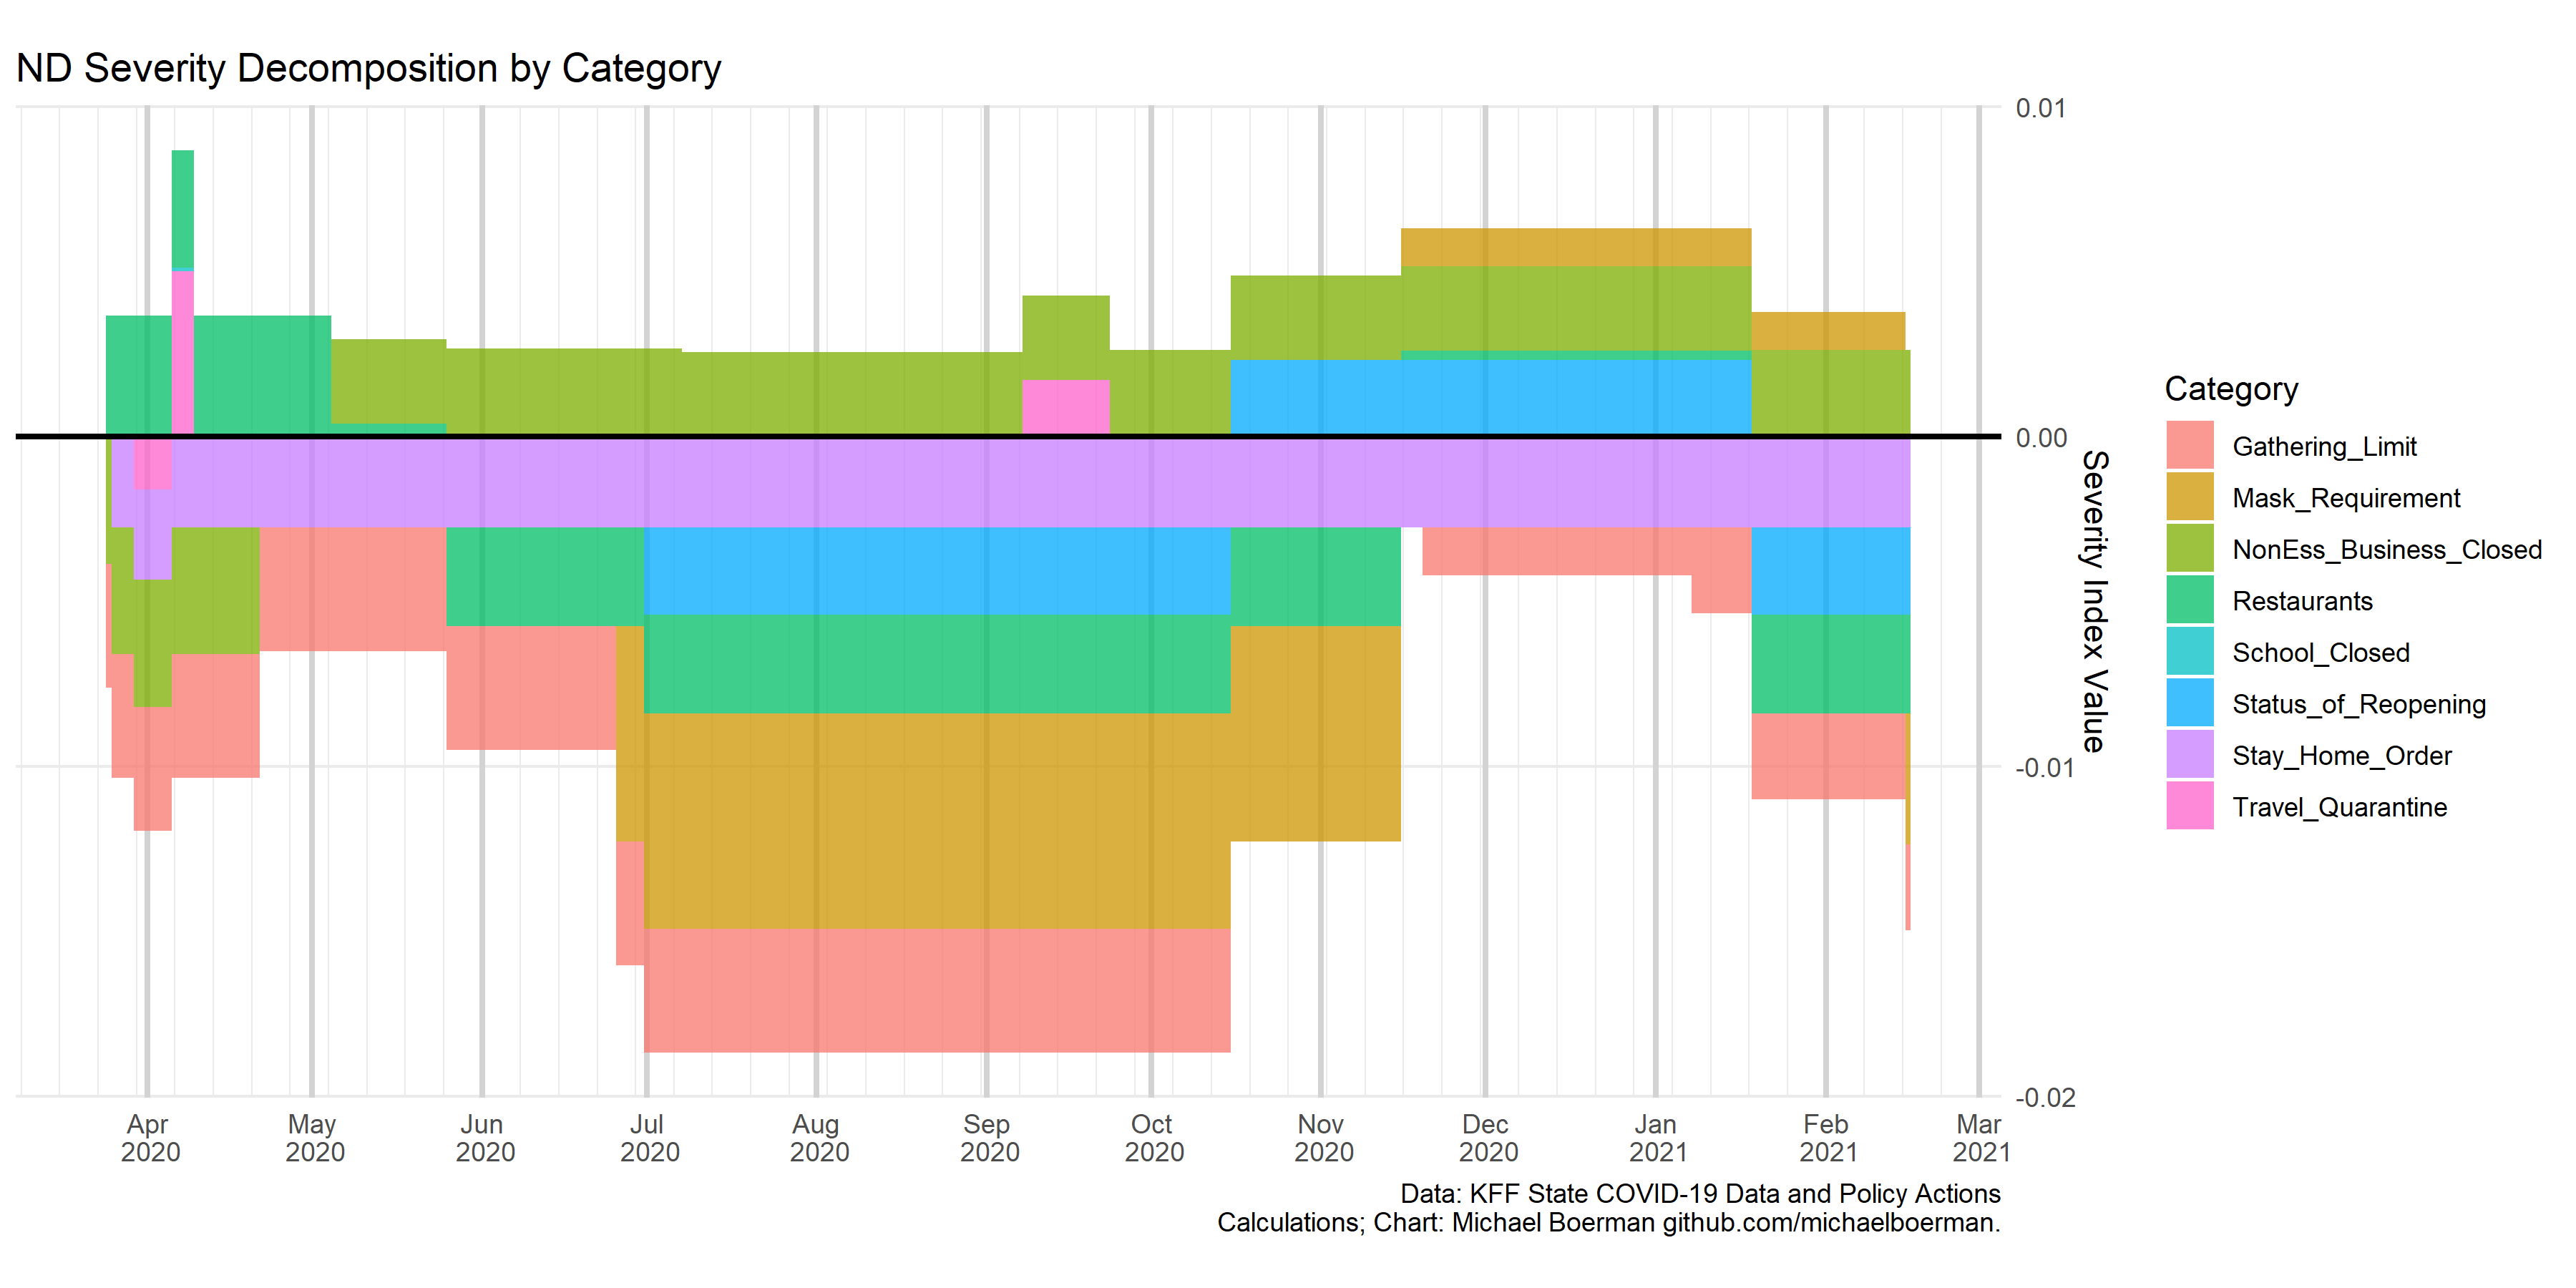 ND Severity Decomposition by Category
0.01
0.00
-0.01
-0.02
Severity Index Value
Apr 2020
May 2020
Jun 2020
Jul 2020
Aug 2020
Sep 2020
Oct 2020
Nov 2020
Dec 2020
Jan 2021
Feb 2021
Mar 2021
Category
Gathering_Limit
Mask_Requirement
NonEss_Business_Closed
Restaurants
School_Closed
Status_of_Reopening
Stay_Home_Order
Travel_Quarantine
Data: KFF State COVID-19 Data and Policy Actions
Calculations; Chart: Michael Boerman github.com/michaelboerman.